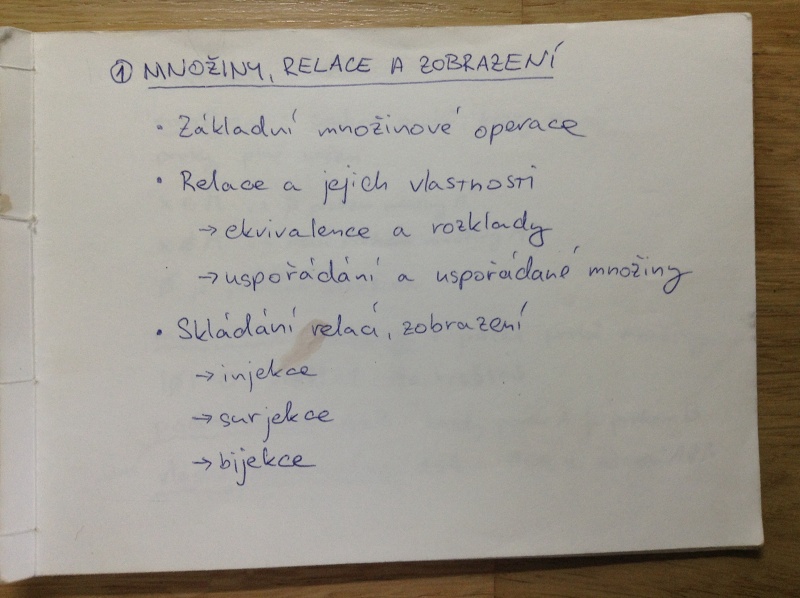 ① MNOŽINY, RELACE A ZOBRAZENÍ
• Základní množinové operace
• Relace a jejich vlastnosti
→ ekvivalence a rozklady
→ uspořádání a uspořádané množiny
• Skládání relací, zobrazení
→ injekce
→ surjekce
→ bijekce